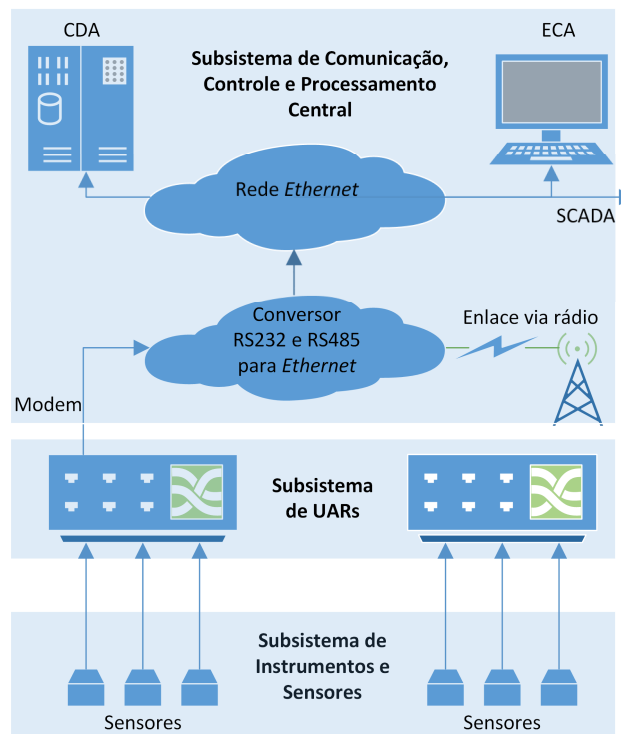 CDA
ECA
Subsistema de Comunicação,
Controle e Processamento
Central
Rede Ethernet
SCADA
Conversor
RS232 e RS485
para Ethernet
Enlace via rádio
Modem
Subsistema
de UARs
Subsistema de
Instrumentos e
Sensores
Sensores
Sensores